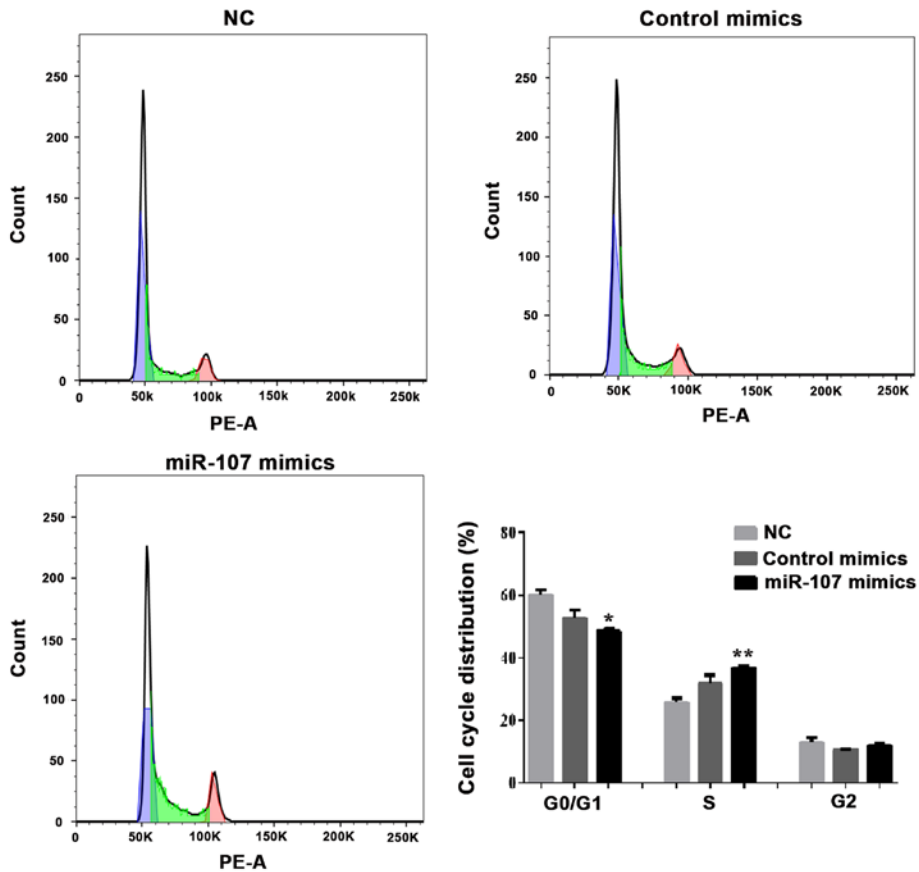 NC
250
200
150
100
50
0
Count
0 50K 100K 150k 200k 250K
PE-A
Control mimics
250
200
150
100
50
0
Count
0 50K 100K 150k 200k 250K
PE-A
miR-107 mimics
250
200
150
100
50
0
Count
0 50K 100K 150K 200K 250K
PE-A
Cell cycle distribution (%)
80
60
40
20
0
NC
Control mimics
miR-107 mimics
*
**
G0/G1 S G2